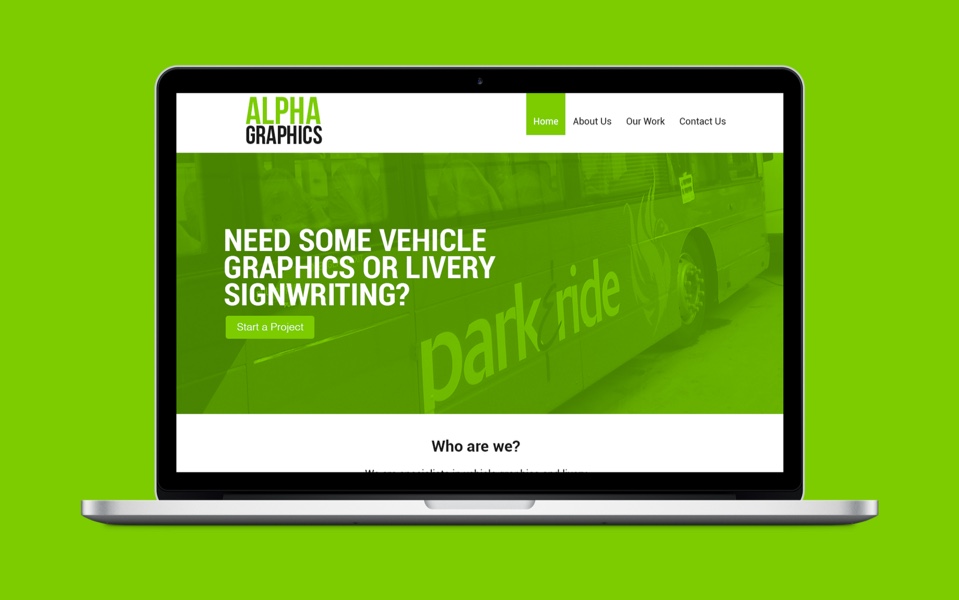 ALPHA
GRAPHICS
Home About Us Our Work Contact Us
NEED SOME VEHICLE
GRAPHICS OR LIVERY
SIGNWRITING?
Start a Project
park&ride
Who are we?